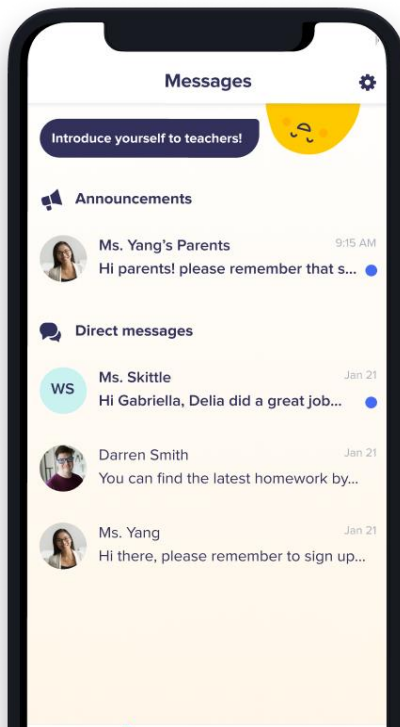 Messages
Introduce yourself to teachers!
Announcements
Ms. Yang's Parents
9:15 AM
Hi parents! please remember that s...
Direct messages
WS
Ms. Skittle
Jan 21
Hi Gabriella, Delia did a great job...
Darren Smith
Jan 21
You can find the latest homework by...
Ms. Yang
Jan 21
Hi there, please remember to sign up...